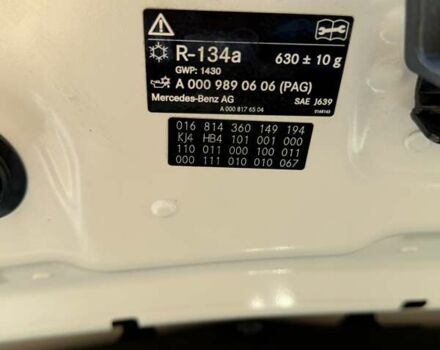 R-134a 630 ± 10 g
GWP: 1430
A 000 989 06 06 (PAG)
Mercedes-Benz AG SAE J639
A 000 817 65 04
016 814 360 149 194
KJ4 HB4 101 001 000
110 011 000 100 011
000 111 010 010 067